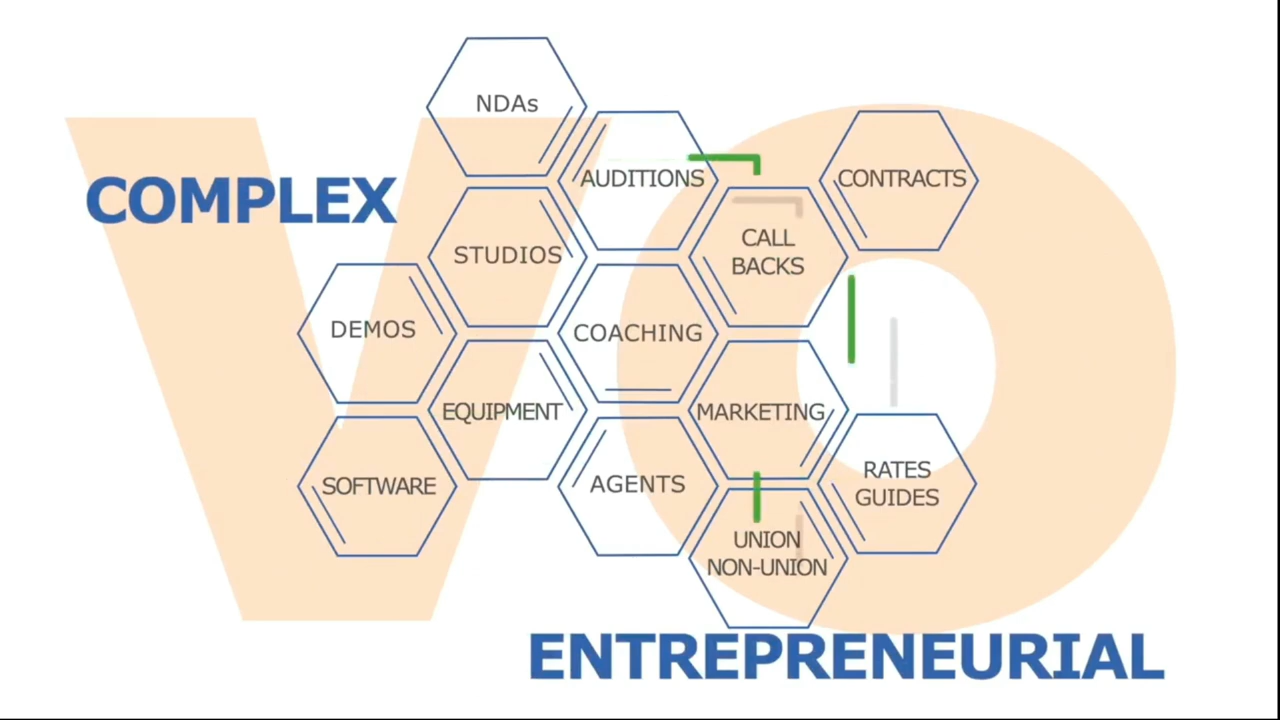 VO
COMPLEX
NDAs
AUDITIONS
CONTRACTS
STUDIOS
CALL
BACKS
DEMOS
COACHING
EQUIPMENT
MARKETING
SOFTWARE
AGENTS
RATES
GUIDES
UNION
NON-UNION
ENTREPRENEURIAL